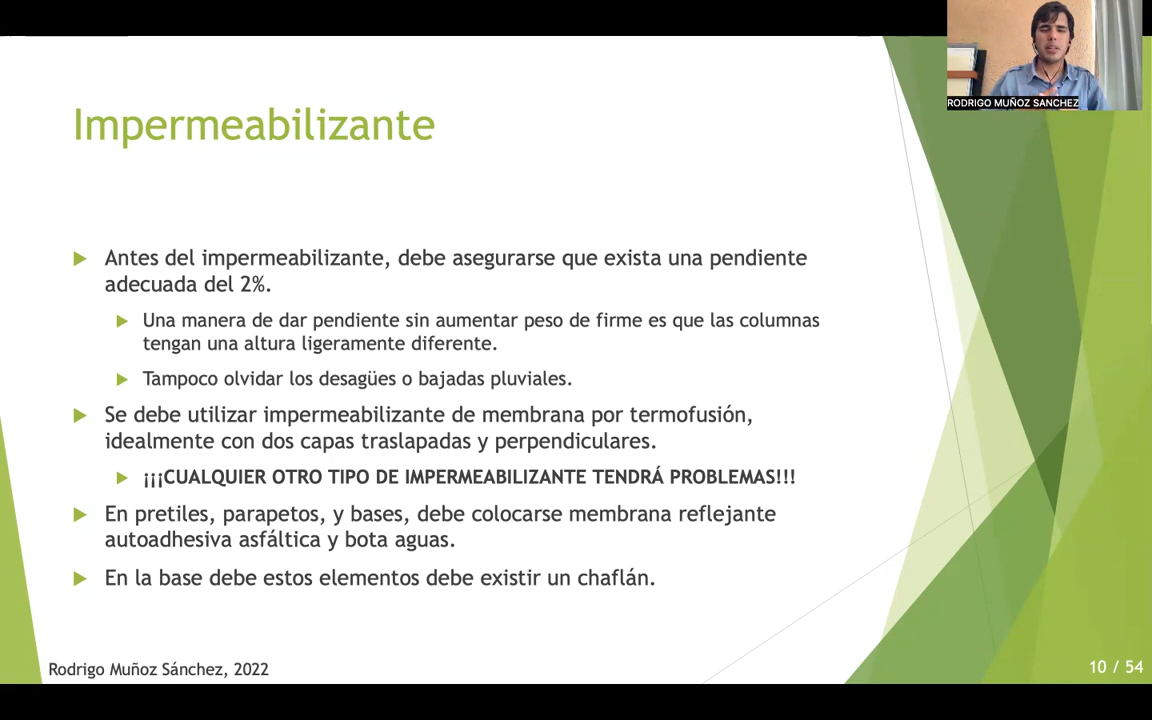 RODRIGO MUÑOZ SANCHEZ
Impermeabilizante
Antes del impermeabilizante, debe asegurarse que exista una pendiente
adecuada del 2%.
Una manera de dar pendiente sin aumentar peso de firme es que las columnas
tengan una altura ligeramente diferente.
Tampoco olvidar los desagües o bajadas pluviales.
Se debe utilizar impermeabilizante de membrana por termofusión,
idealmente con dos capas traslapadas y perpendiculares.
¡¡¡CUALQUIER OTRO TIPO DE IMPERMEABILIZANTE TENDRÁ PROBLEMAS!!!
En pretiles, parapetos, y bases, debe colocarse membrana reflejante
autoadhesiva asfáltica y bota aguas.
En la base debe estos elementos debe existir un chaflán.
Rodrigo Muñoz Sánchez, 2022
10 / 54